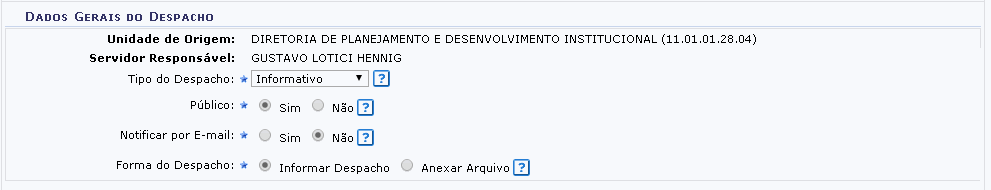 Dados Gerais do Despacho
Unidade de Origem: DIRETORIA DE PLANEJAMENTO E DESENVOLVIMENTO INSTITUCIONAL (11.01.01.28.04)
Servidor Responsável: GUSTAVO LOTICI HENNIG
Tipo do Despacho: Informativo ?
Público: Sim Não ?
Notificar por E-mail: Sim Não ?
Forma do Despacho: Informar Despacho Anexar Arquivo ?